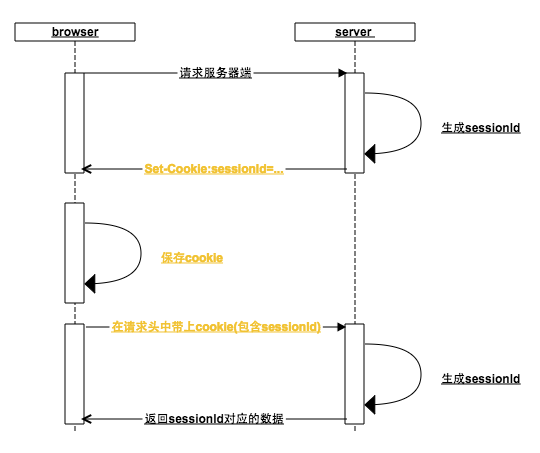 browser
server
请求服务器端
生成sessionId
Set-Cookie:sessionId=...
保存cookie
在请求头中带上cookie(包含sessionId)
生成sessionId
返回sessionId对应的数据